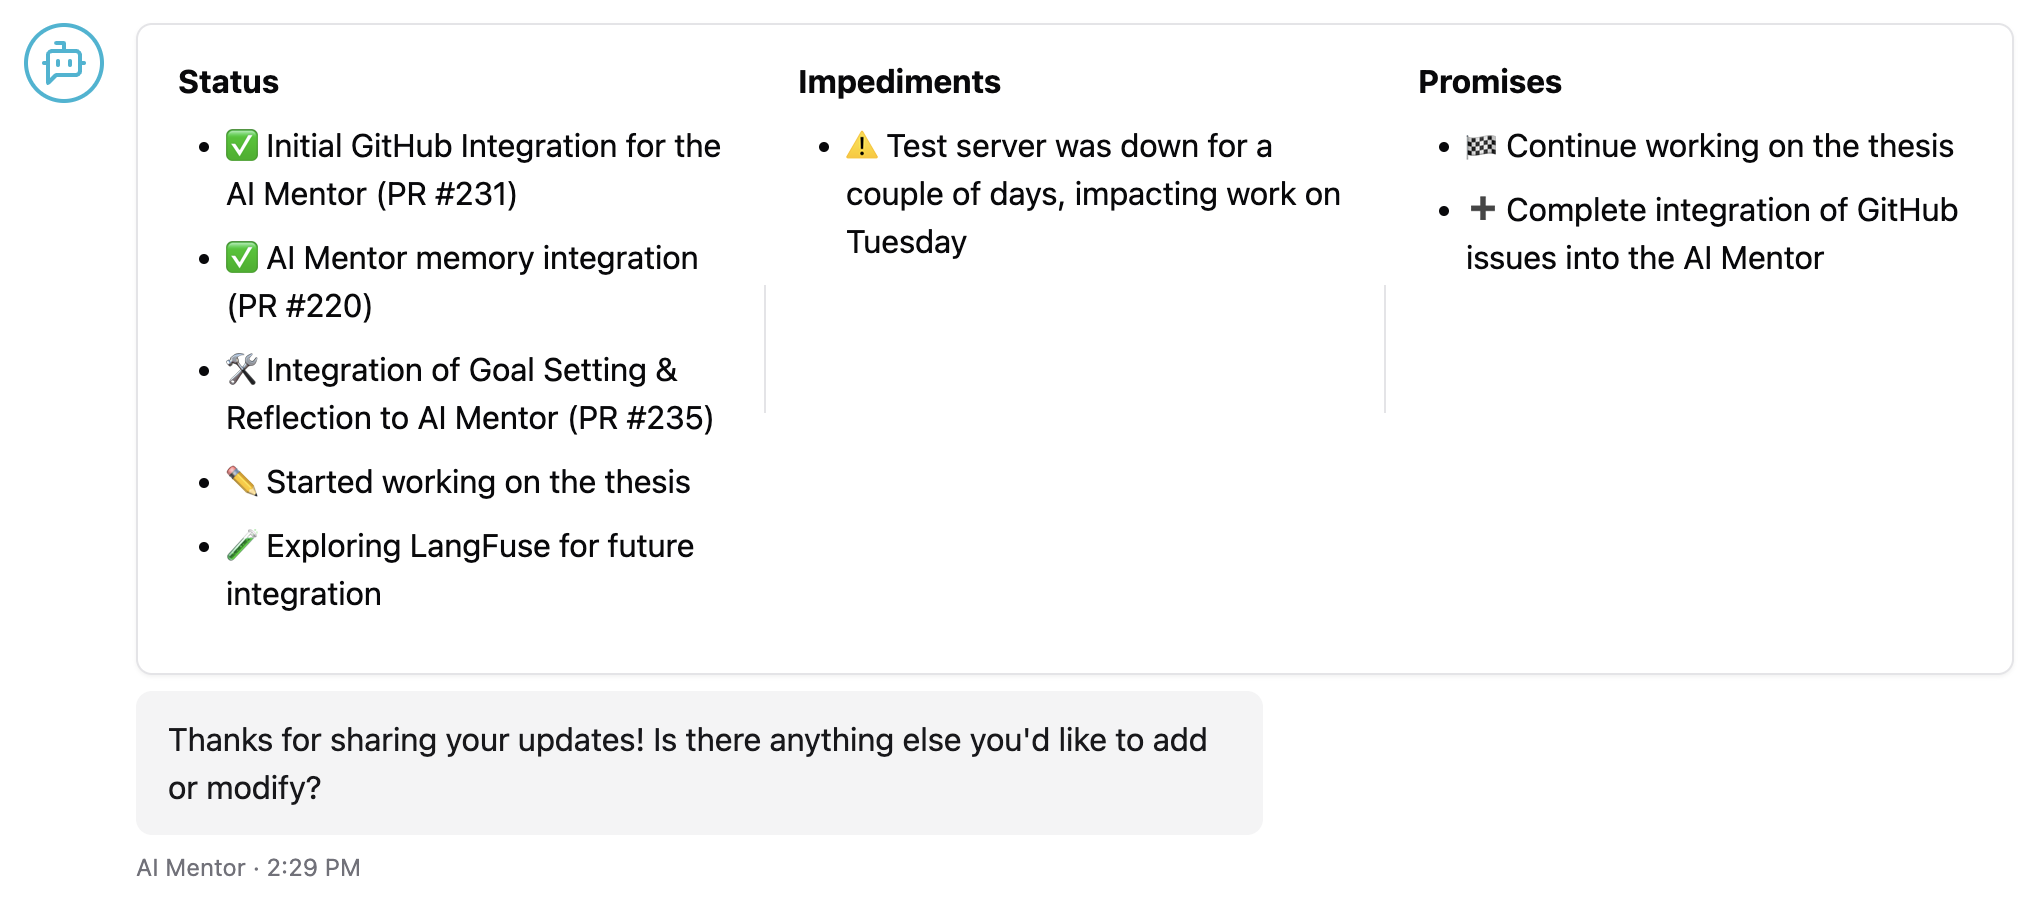 Status
• ✅ Initial GitHub Integration for the
AI Mentor (PR #231)
• ✅ AI Mentor memory integration
(PR #220)
• 🛠️ Integration of Goal Setting &
Reflection to AI Mentor (PR #235)
• ✏️ Started working on the thesis
• 🧪 Exploring LangFuse for future
integration
Impediments
• ⚠️ Test server was down for a
couple of days, impacting work on
Tuesday
Promises
• 🏁 Continue working on the thesis
• ➕ Complete integration of GitHub
issues into the AI Mentor
Thanks for sharing your updates! Is there anything else you'd like to add
or modify?
AI Mentor · 2:29 PM